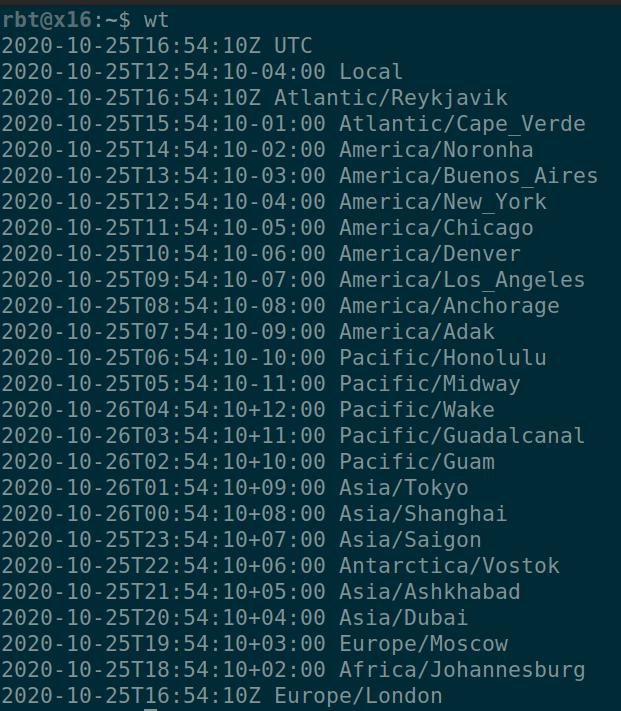 rbt@x16:~$ wt
2020-10-25T16:54:10Z UTC
2020-10-25T12:54:10-04:00 Local
2020-10-25T16:54:10Z Atlantic/Reykjavik
2020-10-25T15:54:10-01:00 Atlantic/Cape_Verde
2020-10-25T14:54:10-02:00 America/Noronha
2020-10-25T13:54:10-03:00 America/Buenos_Aires
2020-10-25T12:54:10-04:00 America/New_York
2020-10-25T11:54:10-05:00 America/Chicago
2020-10-25T10:54:10-06:00 America/Denver
2020-10-25T09:54:10-07:00 America/Los_Angeles
2020-10-25T08:54:10-08:00 America/Anchorage
2020-10-25T07:54:10-09:00 America/Adak
2020-10-25T06:54:10-10:00 Pacific/Honolulu
2020-10-25T05:54:10-11:00 Pacific/Midway
2020-10-26T04:54:10+12:00 Pacific/Wake
2020-10-26T03:54:10+11:00 Pacific/Guadalcanal
2020-10-26T02:54:10+10:00 Pacific/Guam
2020-10-26T01:54:10+09:00 Asia/Tokyo
2020-10-26T00:54:10+08:00 Asia/Shanghai
2020-10-25T23:54:10+07:00 Asia/Saigon
2020-10-25T22:54:10+06:00 Antarctica/Vostok
2020-10-25T21:54:10+05:00 Asia/Ashkhabad
2020-10-25T20:54:10+04:00 Asia/Dubai
2020-10-25T19:54:10+03:00 Europe/Moscow
2020-10-25T18:54:10+02:00 Africa/Johannesburg
2020-10-25T16:54:10Z Europe/London